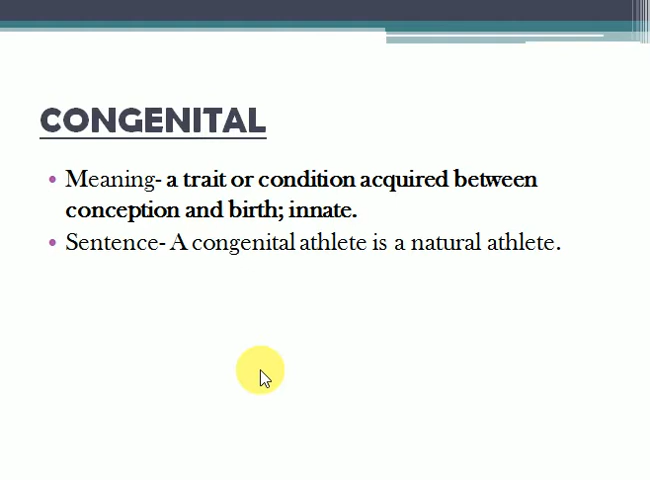 CONGENITAL
Meaning- a trait or condition acquired between
conception and birth; innate.
Sentence- A congenital athlete is a natural athlete.